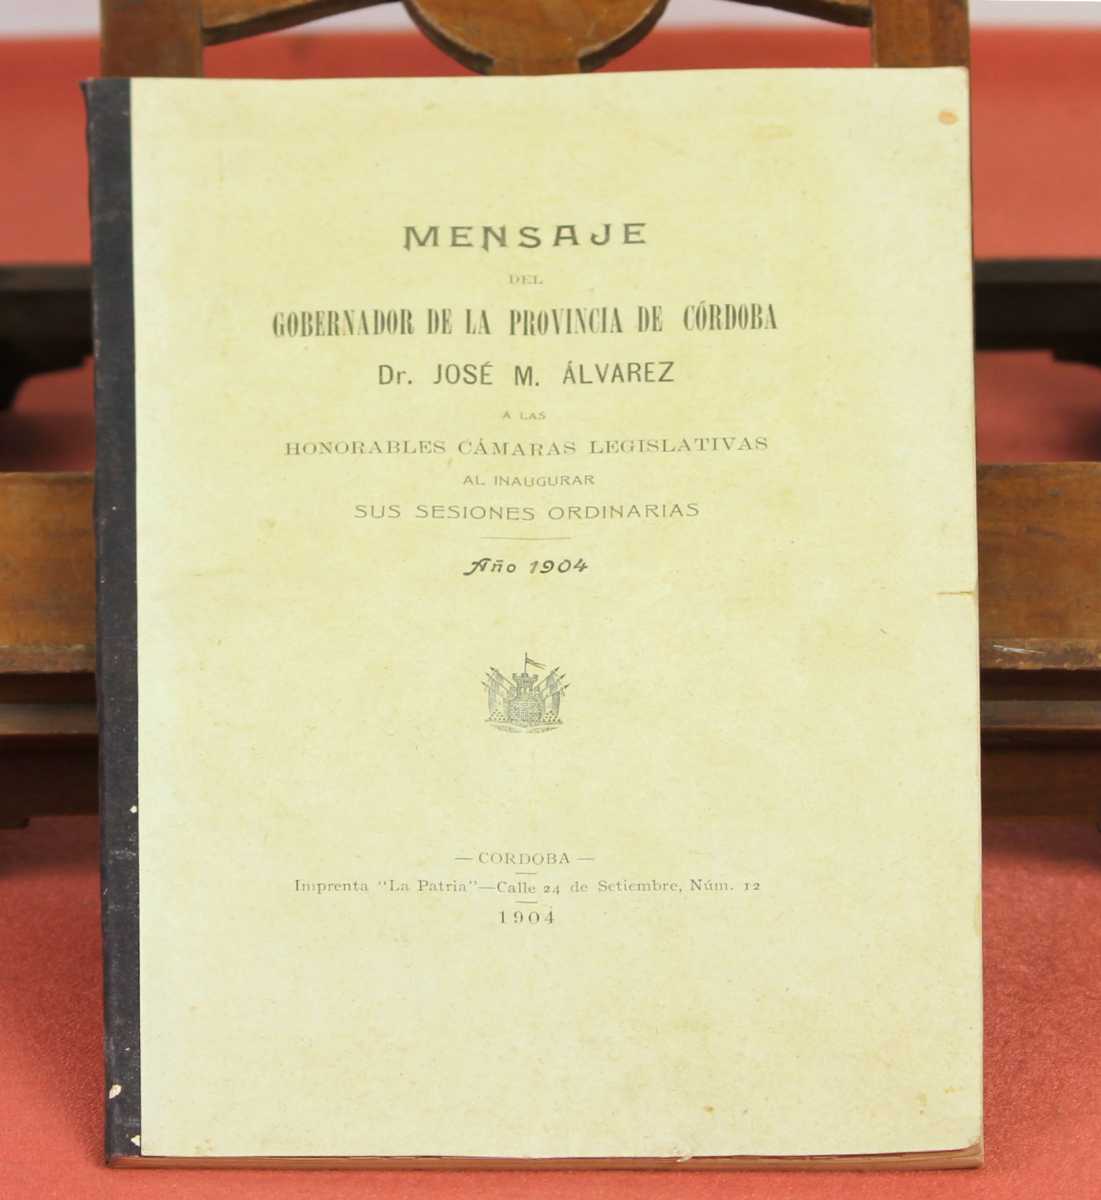 MENSAJE
DEL
GOBERNADOR DE LA PROVINCIA DE CÓRDOBA
Dr. JOSÉ M. ÁLVAREZ
A LAS
HONORABLES CÁMARAS LEGISLATIVAS
AL INAUGURAR
SUS SESIONES ORDINARIAS
Año 1904
— CORDOBA —
Imprenta "La Patria"—Calle 24 de Setiembre, Núm. 12
1904